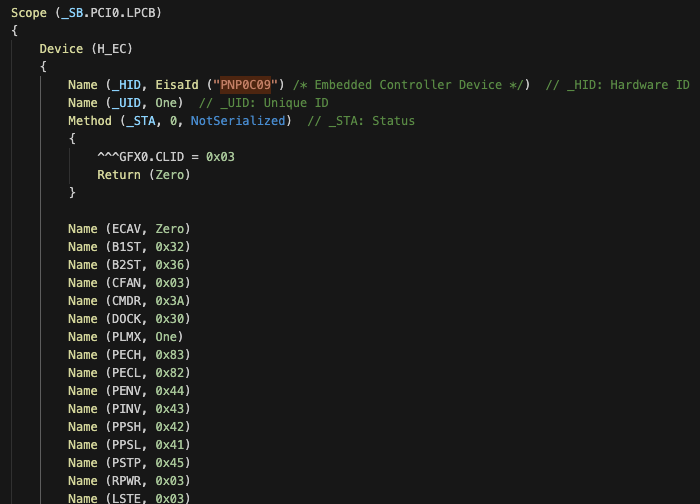 Scope (_SB.PCI0.LPCB)
{
Device (H_EC)
{
Name (_HID, EisaId ("PNP0C09") /* Embedded Controller Device */)  // _HID: Hardware ID
Name (_UID, One)  // _UID: Unique ID
Method (_STA, 0, NotSerialized)  // _STA: Status
{
^^^GFX0.CLID = 0x03
Return (Zero)
}
Name (ECAV, Zero)
Name (B1ST, 0x32)
Name (B2ST, 0x36)
Name (CFAN, 0x03)
Name (CMDR, 0x3A)
Name (DOCK, 0x30)
Name (PLMX, One)
Name (PECH, 0x83)
Name (PECL, 0x82)
Name (PENV, 0x44)
Name (PINV, 0x43)
Name (PPSH, 0x42)
Name (PPSL, 0x41)
Name (PSTP, 0x45)
Name (RPWR, 0x03)
Name (LSTE, 0x03)